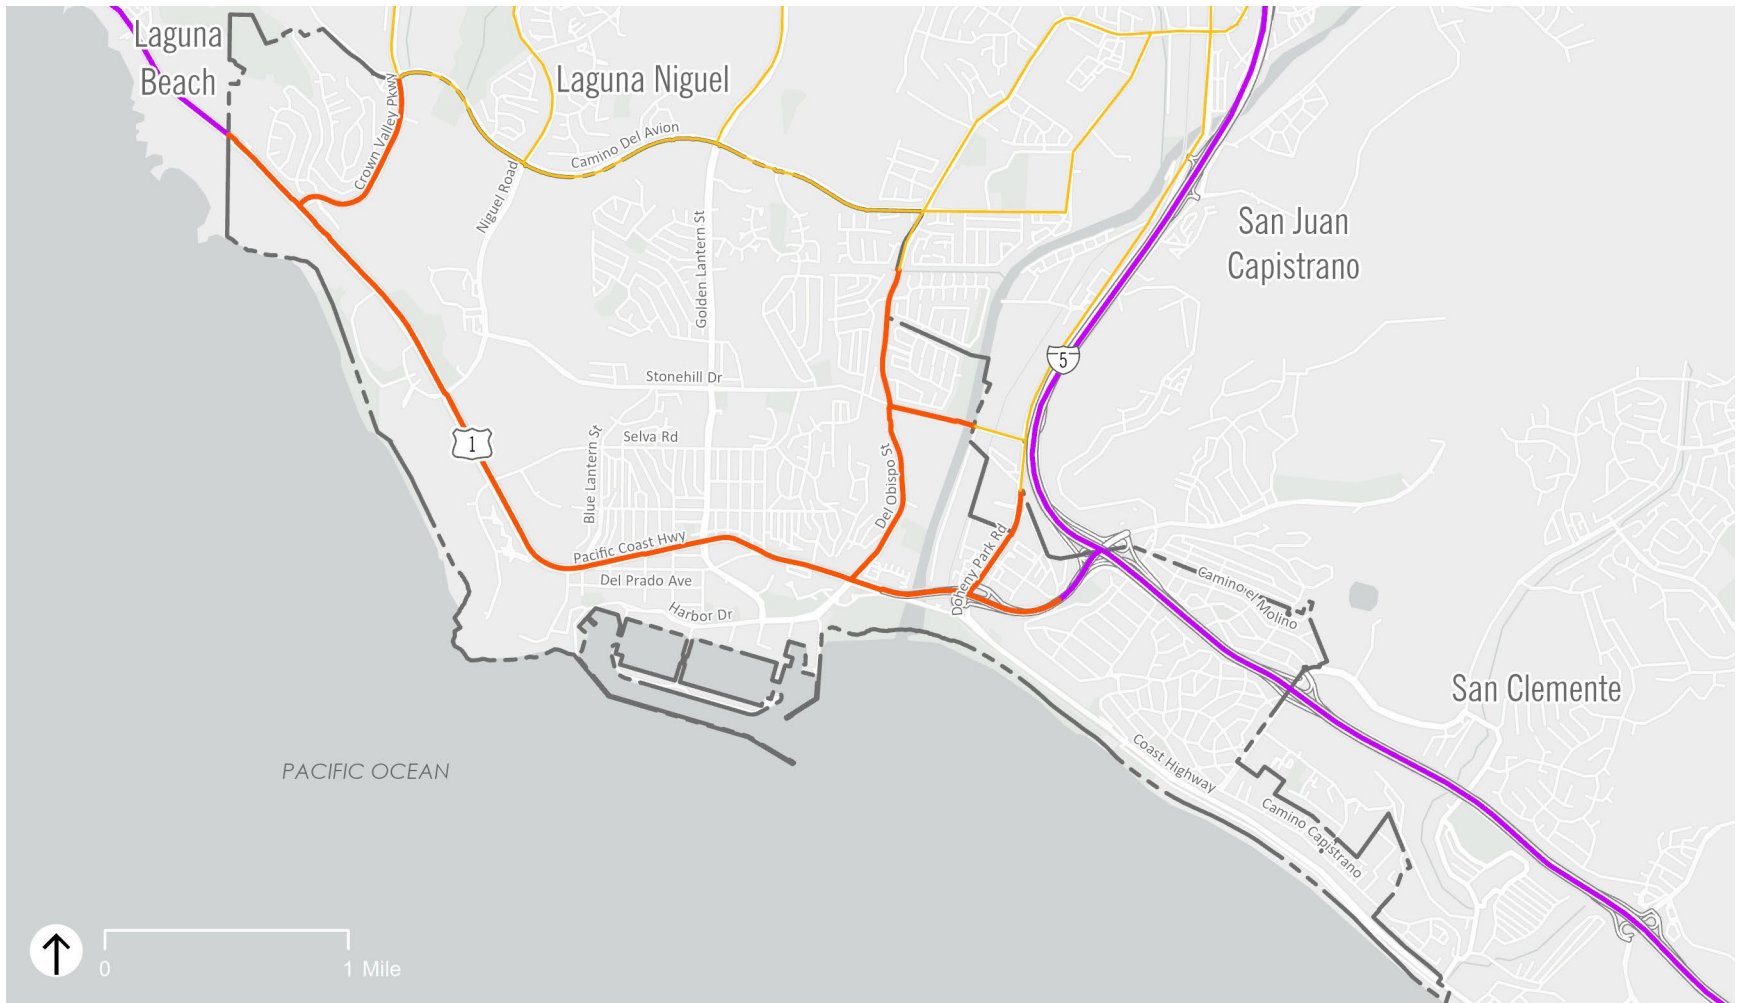 Laguna
Beach
Laguna Niguel
Crown Valley Pkwy
Camino Del Avion
Niguel Road
Golden Lantern St
San Juan
Capistrano
5
Stonehill Dr
1
Selva Rd
Blue Lantern St
Del Obispo St
Pacific Coast Hwy
Doheny Park Rd
Del Prado Ave
Harbor Dr
Camino el Molino
San Clemente
PACIFIC OCEAN
Coast Highway
Camino Capistrano
0
1 Mile